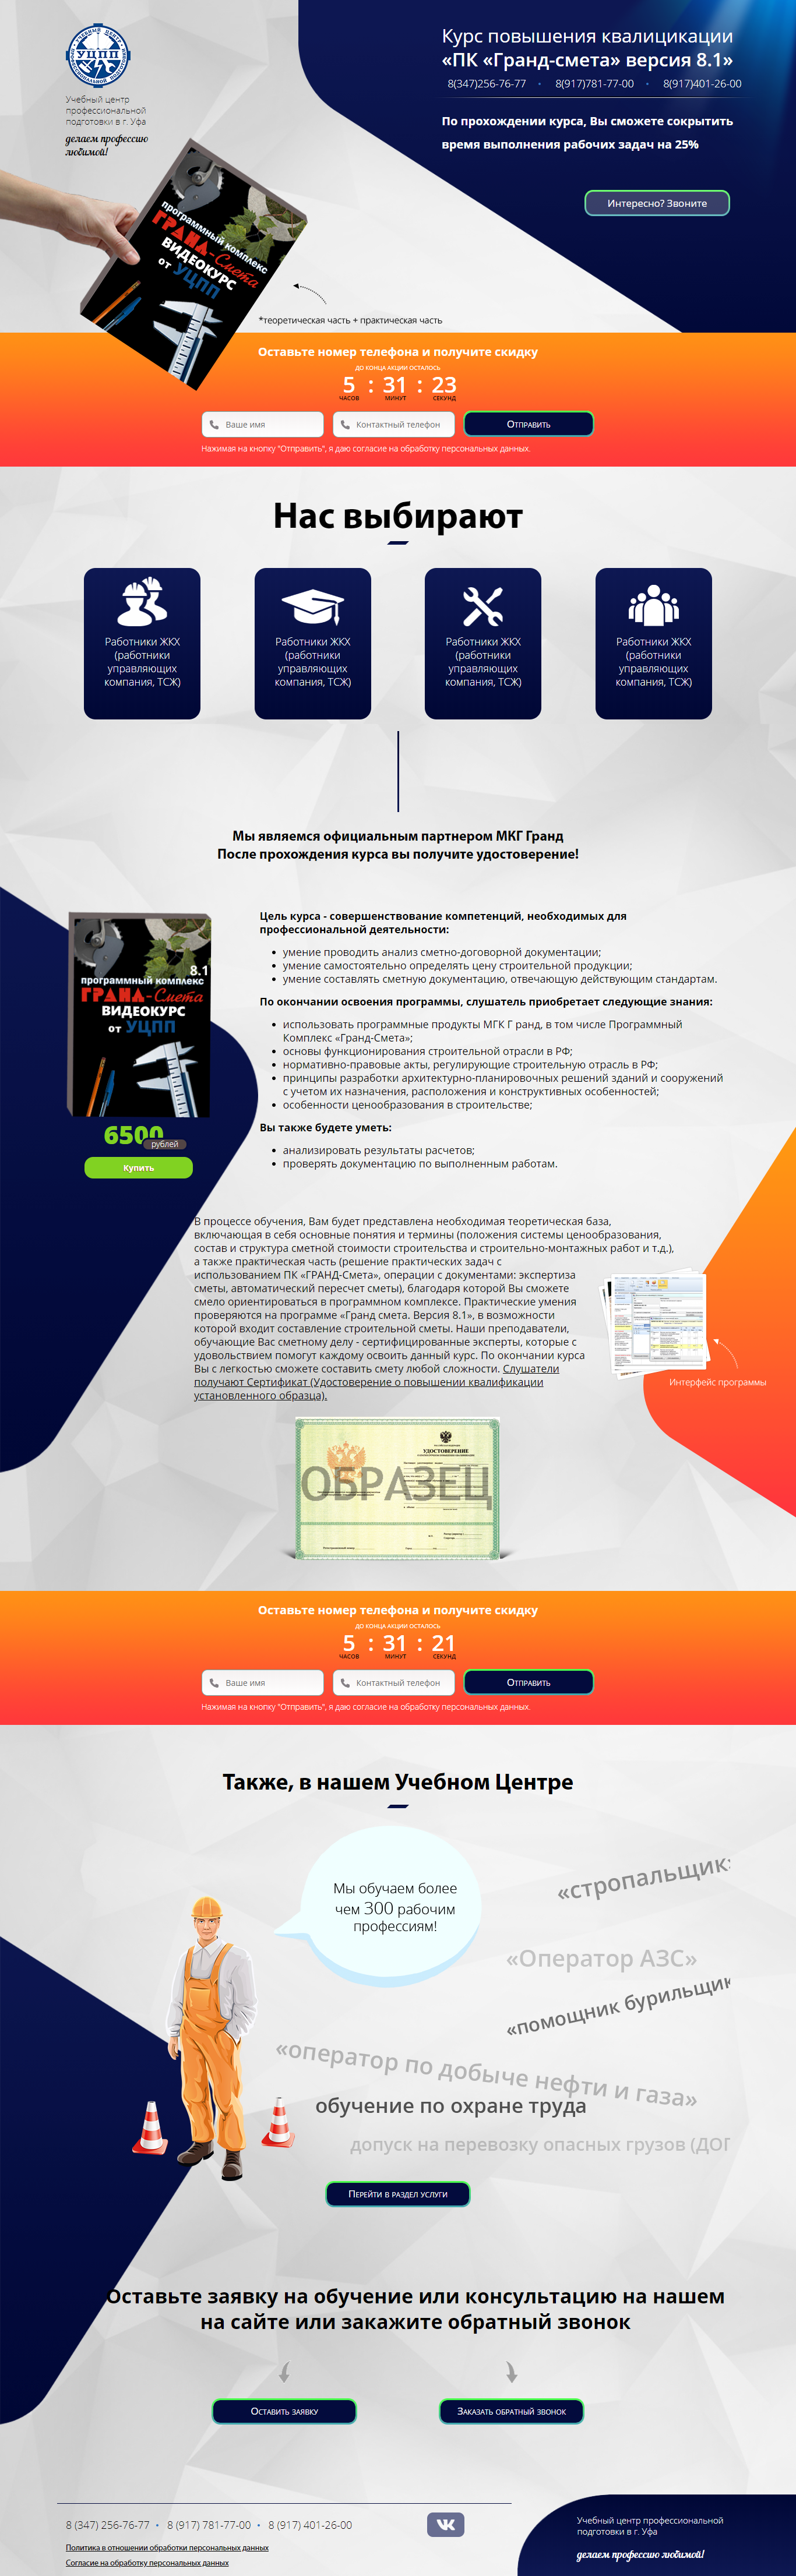 УЧЕБНЫЙ ЦЕНТР
УЦПП
ПРОФЕССИОНАЛЬНОЙ ПОДГОТОВКИ
Учебный центр
профессиональной
подготовки в г. Уфа
делаем профессию
любимой!
Курс повышения квалицикации
«ПК «Гранд-смета» версия 8.1»
8(347)256-76-77 • 8(917)781-77-00 • 8(917)401-26-00
По прохождении курса, Вы сможете сокрытить
время выполнения рабочих задач на 25%
Интересно? Звоните
программный комплекс
ГРАНД-Смета
ВИДЕОКУРС
от УЦПП
*теоретическая часть + практическая часть
Оставьте номер телефона и получите скидку
ДО КОНЦА АКЦИИ ОСТАЛОСЬ
5 : 31 : 23
ЧАСОВ МИНУТ СЕКУНД
Ваше имя
Контактный телефон
Отправить
Нажимая на кнопку "Отправить", я даю согласие на обработку персональных данных.
Нас выбирают
Работники ЖКХ
(работники
управляющих
компания, ТСЖ)
Работники ЖКХ
(работники
управляющих
компания, ТСЖ)
Работники ЖКХ
(работники
управляющих
компания, ТСЖ)
Работники ЖКХ
(работники
управляющих
компания, ТСЖ)
Мы являемся официальным партнером МКГ Гранд
После прохождения курса вы получите удостоверение!
8.1
программный комплекс
ГРАНД-Смета
ВИДЕОКУРС
от УЦПП
6500
рублей
Купить
Цель курса - совершенствование компетенций, необходимых для
профессиональной деятельности:
• умение проводить анализ сметно-договорной документации;
• умение самостоятельно определять цену строительной продукции;
• умение составлять сметную документацию, отвечающую действующим стандартам.
По окончании освоения программы, слушатель приобретает следующие знания:
• использовать программные продукты МГК Г ранд, в том числе Программный
Комплекс «Гранд-Смета»;
• основы функционирования строительной отрасли в РФ;
• нормативно-правовые акты, регулирующие строительную отрасль в РФ;
• принципы разработки архитектурно-планировочных решений зданий и сооружений
с учетом их назначения, расположения и конструктивных особенностей;
• особенности ценообразования в строительстве;
Вы также будете уметь:
• анализировать результаты расчетов;
• проверять документацию по выполненным работам.
В процессе обучения, Вам будет представлена необходимая теоретическая база,
включающая в себя основные понятия и термины (положения системы ценообразования,
состав и структура сметной стоимости строительства и строительно-монтажных работ и т.д.),
а также практическая часть (решение практических задач с
использованием ПК «ГРАНД-Смета», операции с документами: экспертиза
сметы, автоматический пересчет сметы), благодаря которой Вы сможете
смело ориентироваться в программном комплексе. Практические умения
проверяются на программе «Гранд смета. Версия 8.1», в возможности
которой входит составление строительной сметы. Наши преподаватели,
обучающие Вас сметному делу - сертифицированные эксперты, которые с
удовольствием помогут каждому освоить данный курс. По окончании курса
Вы с легкостью сможете составить смету любой сложности. Слушатели
получают Сертификат (Удостоверение о повышении квалификации
установленного образца).
Интерфейс программы
УДОСТОВЕРЕНИЕ
ОБРАЗЕЦ
Оставьте номер телефона и получите скидку
ДО КОНЦА АКЦИИ ОСТАЛОСЬ
5 : 31 : 21
ЧАСОВ МИНУТ СЕКУНД
Ваше имя
Контактный телефон
Отправить
Нажимая на кнопку "Отправить", я даю согласие на обработку персональных данных.
Также, в нашем Учебном Центре
Мы обучаем более
чем 300 рабочим
профессиям!
«стропальщик»
«Оператор АЗС»
«помощник бурильщик
«оператор по добыче нефти и газа»
обучение по охране труда
допуск на перевозку опасных грузов (ДОП
Перейти в раздел услуги
Оставьте заявку на обучение или консультацию на нашем
на сайте или закажите обратный звонок
Оставить заявку
Заказать обратный звонок
8 (347) 256-76-77 • 8 (917) 781-77-00 • 8 (917) 401-26-00
Политика в отношении обработки персональных данных
Согласие на обработку персональных данных
Учебный центр профессиональной
подготовки в г. Уфа
делаем профессию любимой!